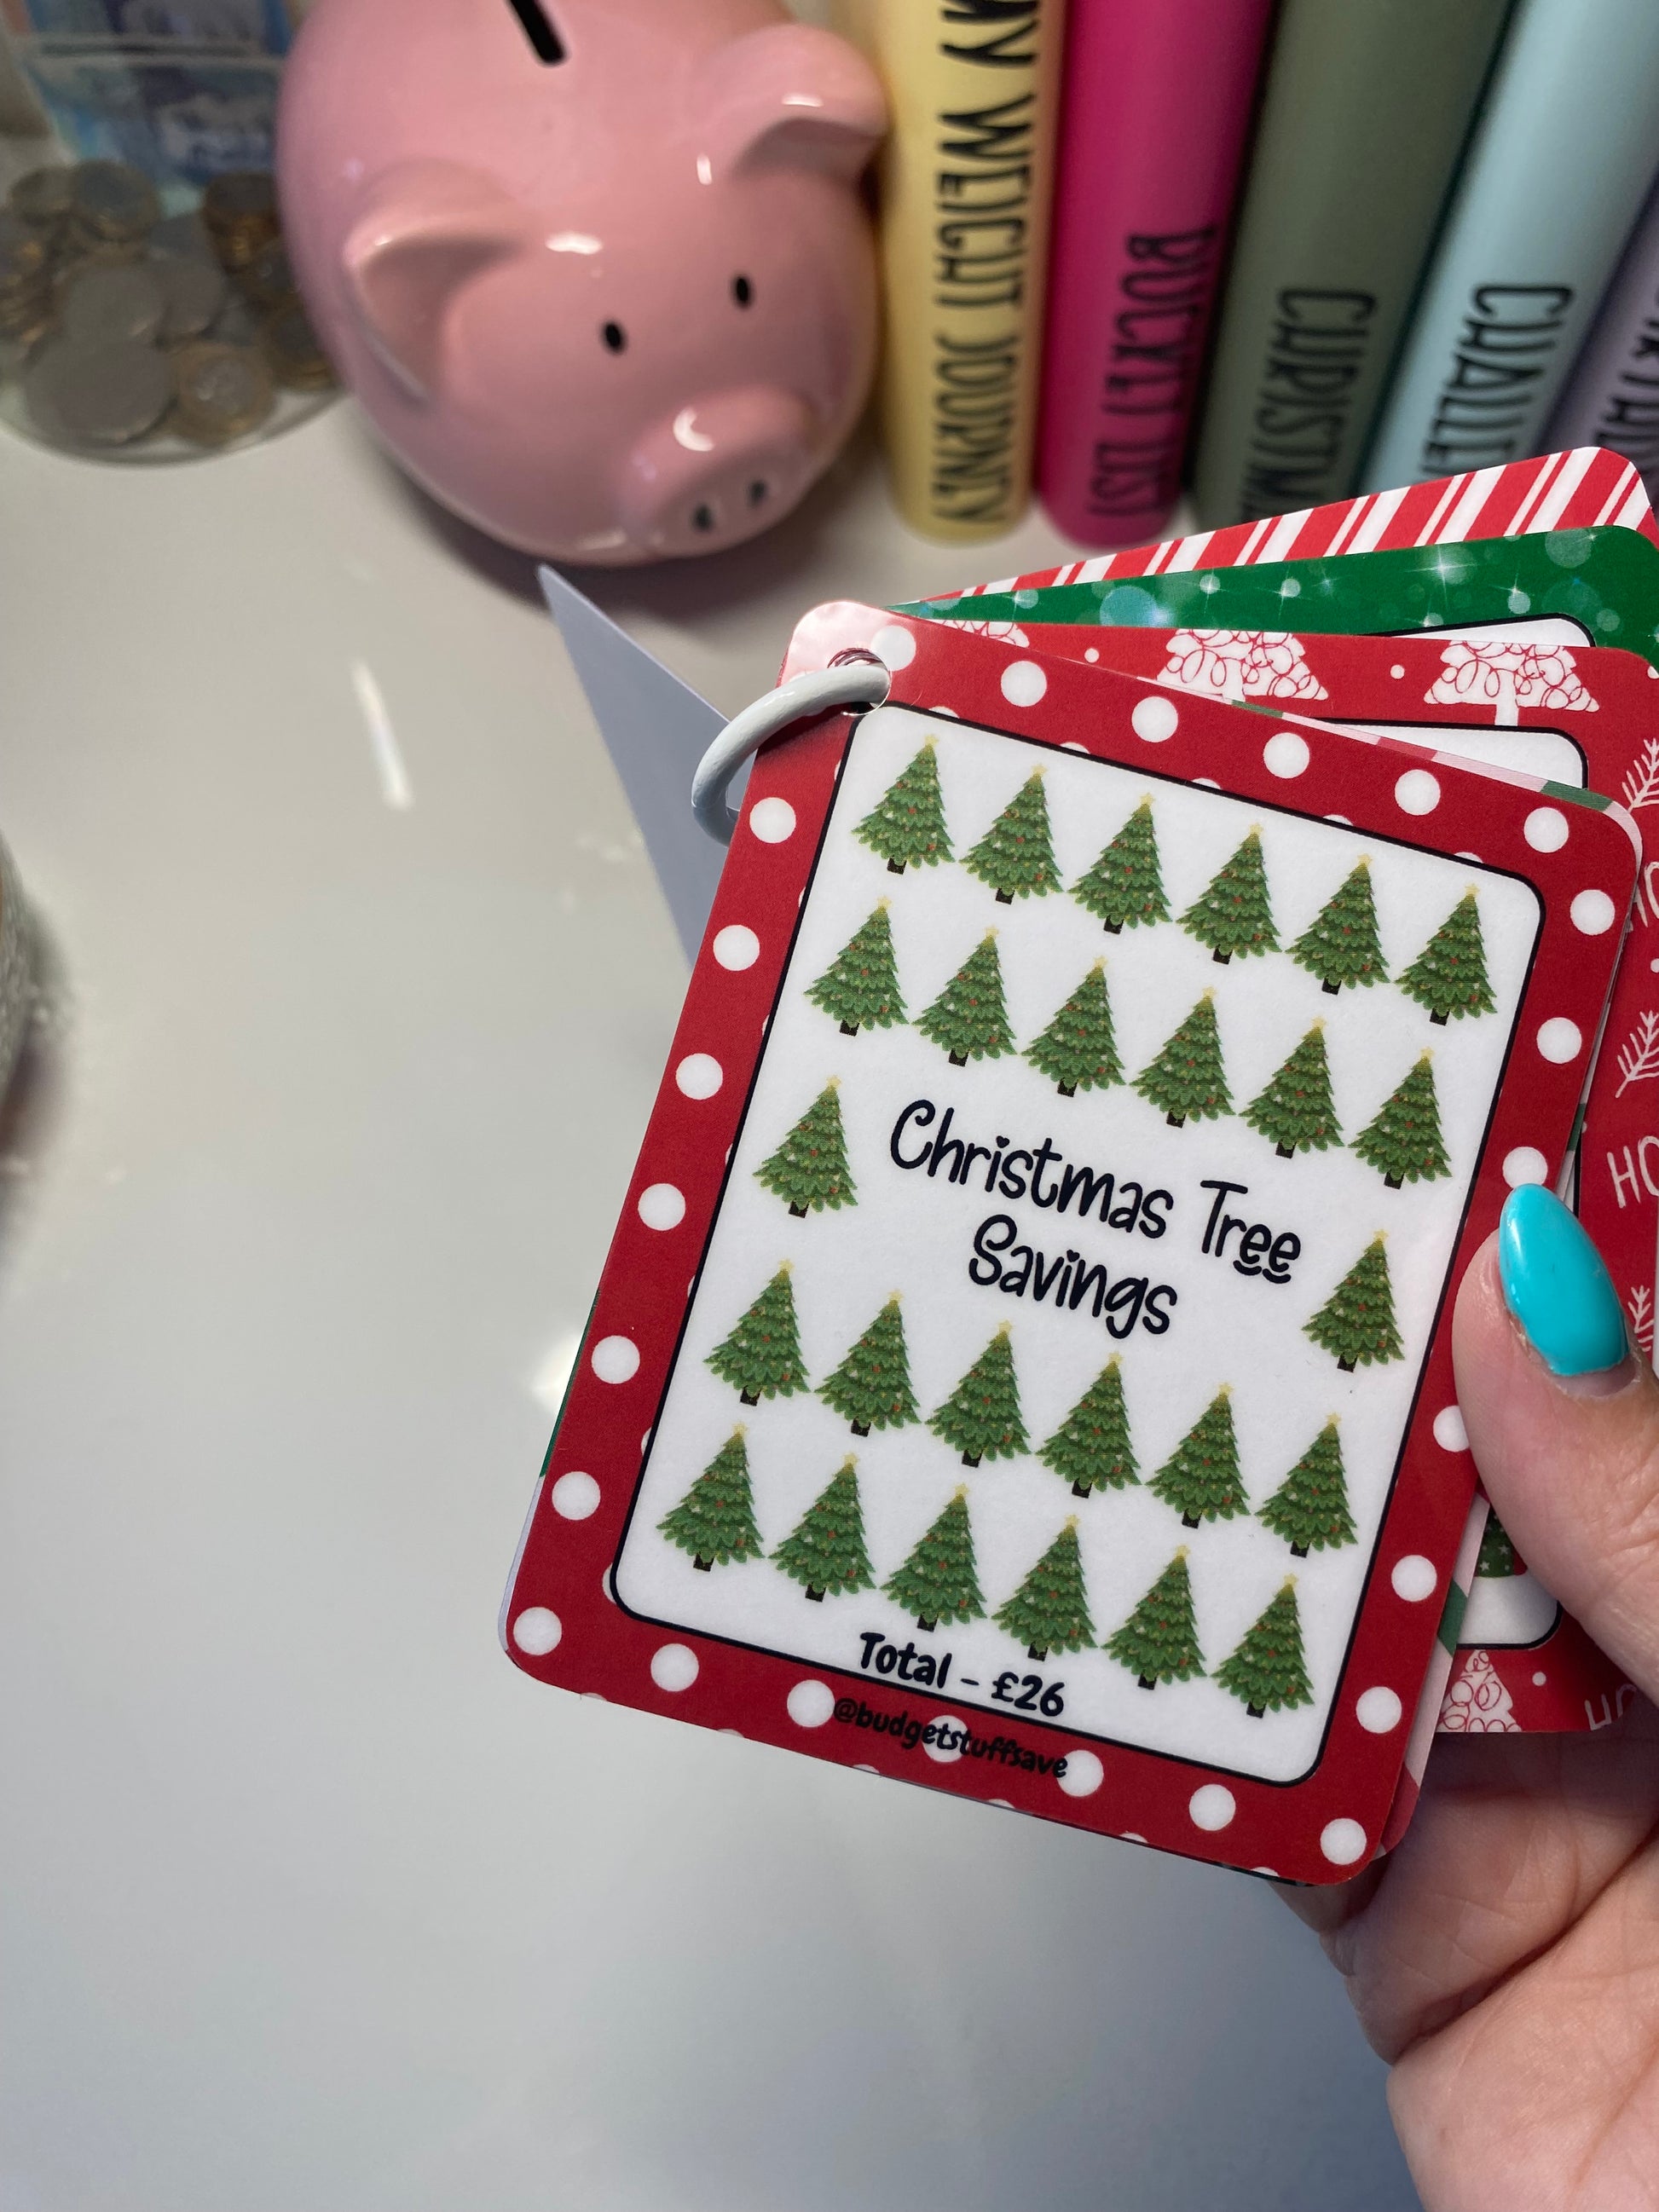 MY WEIGHT JOURNEY
BUCKET LIST
Christmas Tree
Savings
Total - £26
@budgetstuffsave